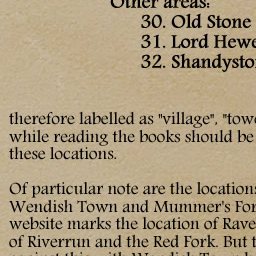 Other areas:
30. Old Stone
31. Lord Hewe
32. Shandysto
therefore labelled as "village", "towe
while reading the books should be
these locations.
Of particular note are the locations
Wendish Town and Mummer's For
website marks the location of Rave
of Riverrun and the Red Fork. But t